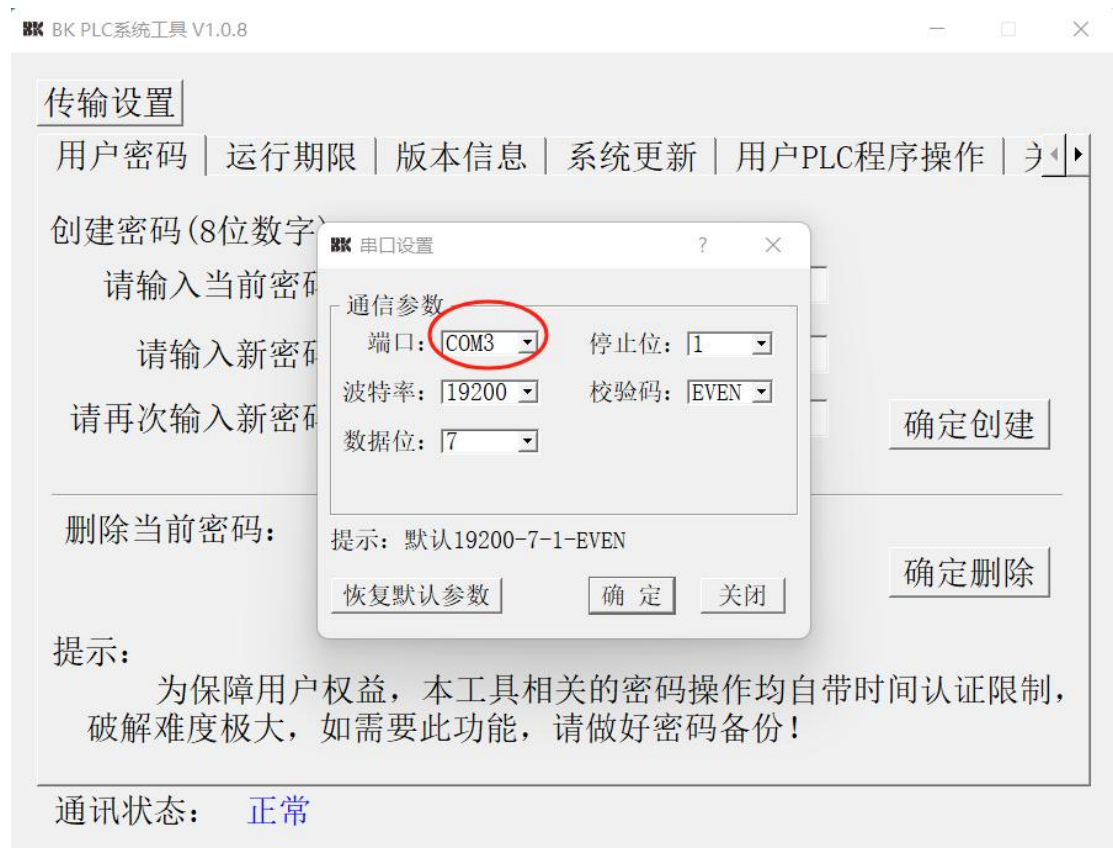 BK BK PLC系统工具 V1.0.8
传输设置
用户密码 运行期限 版本信息 系统更新 用户PLC程序操作
创建密码(8位数字)
请输入当前密码
请输入新密码
请再次输入新密码
确定创建
BK 串口设置 ?
通信参数
端口: COM3 停止位: 1
波特率: 19200 校验码: EVEN
数据位: 7
提示: 默认19200-7-1-EVEN
恢复默认参数 确 定 关闭
删除当前密码:
确定删除
提示:
为保障用户权益，本工具相关的密码操作均自带时间认证限制，
破解难度极大，如需要此功能，请做好密码备份!
通讯状态: 正常